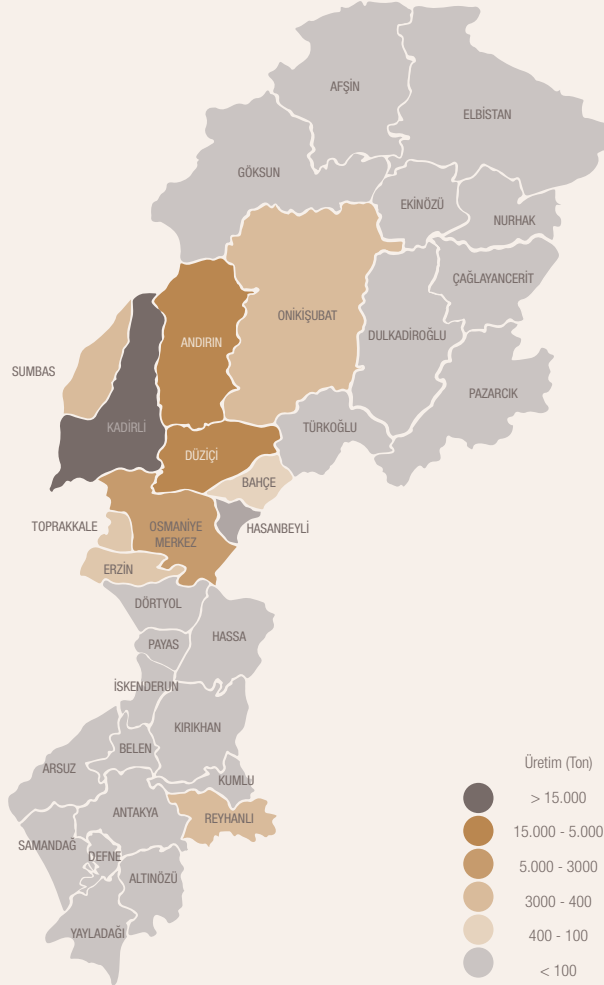 AFŞİN
ELBİSTAN
GÖKSUN
EKİNÖZÜ
NURHAK
ÇAĞLAYANCERİT
ONİKİŞUBAT
DULKADİROĞLU
ANDIRIN
SUMBAS
PAZARCIK
KADİRLİ
TÜRKOĞLU
DÜZİÇİ
BAHÇE
TOPRAKKALE
OSMANİYE
MERKEZ
HASANBEYLİ
ERZİN
DÖRTYOL
HASSA
PAYAS
İSKENDERUN
KIRIKHAN
BELEN
ARSUZ
KUMLU
ANTAKYA
REYHANLI
SAMANDAĞ
DEFNE
ALTINÖZÜ
YAYLADAĞI
Üretim (Ton)
> 15.000
15.000 - 5.000
5.000 - 3000
3000 - 400
400 - 100
< 100